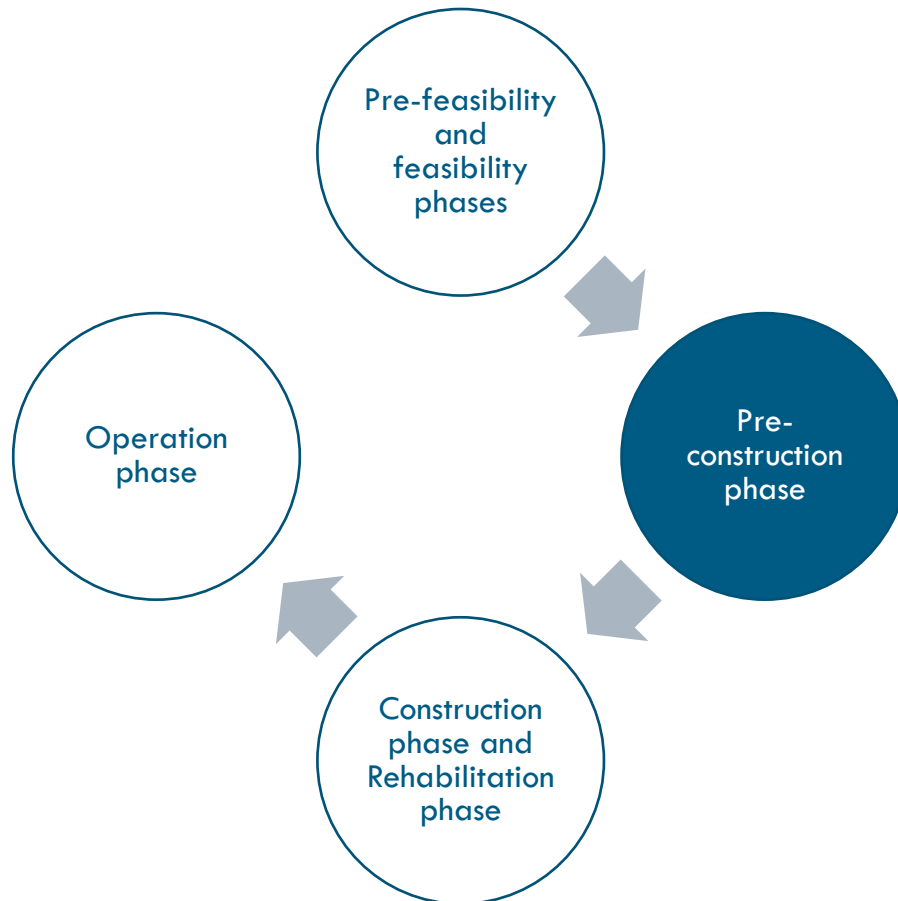 Pre-feasibility
and
feasibility
phases
Pre-
construction
phase
Construction
phase and
Rehabilitation
phase
Operation
phase